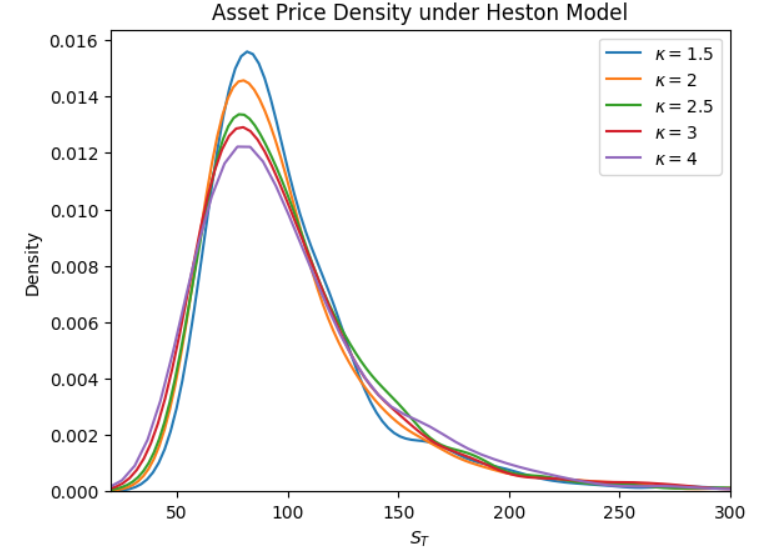 Asset Price Density under Heston Model
κ = 1.5
κ = 2
κ = 2.5
κ = 3
κ = 4
Density
0.016
0.014
0.012
0.010
0.008
0.006
0.004
0.002
0.000
50 100 150 200 250 300
S_T